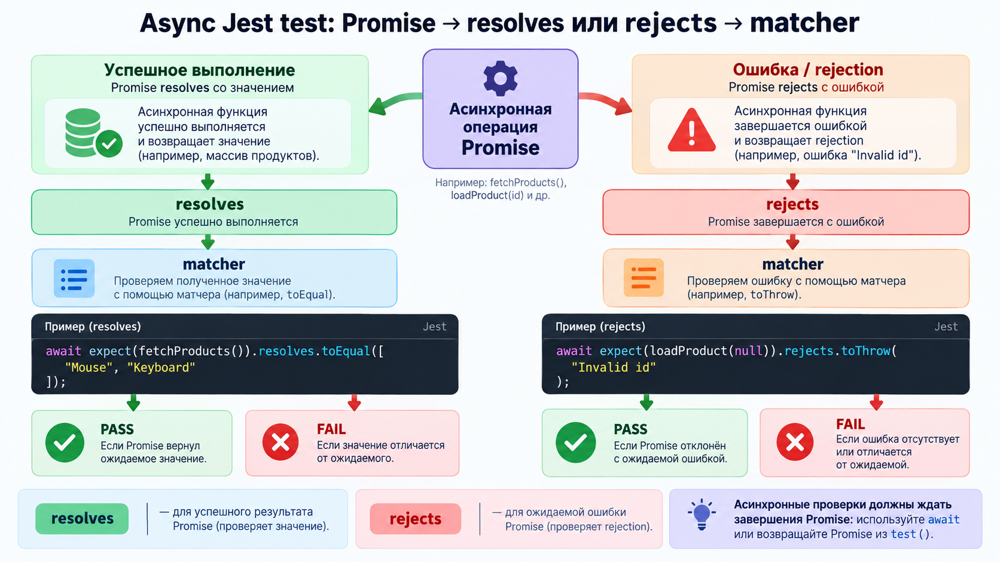 Async Jest test: Promise → resolves или rejects → matcher
Успешное выполнение
Promise resolves со значением
Асинхронная функция
успешно выполняется
и возвращает значение
(например, массив продуктов).
Асинхронная
операция
Promise
Например: fetchProducts(),
loadProduct(id) и др.
Ошибка / rejection
Promise rejects с ошибкой
Асинхронная функция
завершается ошибкой
и возвращает rejection
(например, ошибка "Invalid id").
resolves
Promise успешно выполняется
rejects
Promise завершается с ошибкой
matcher
Проверяем полученное значение
с помощью матчера (например, toEqual).
matcher
Проверяем ошибку с помощью матчера
(например, toThrow).
Пример (resolves)
Jest
await expect(fetchProducts()).resolves.toEqual([
"Mouse", "Keyboard"
]);
Пример (rejects)
Jest
await expect(loadProduct(null)).rejects.toThrow(
"Invalid id"
);
PASS
Если Promise вернул
ожидаемое значение.
FAIL
Если значение отличается
от ожидаемого.
PASS
Если Promise отклонён
с ожидаемой ошибкой.
FAIL
Если ошибка отсутствует
или отличается
от ожидаемой.
resolves
— для успешного результата
Promise (проверяет значение).
rejects
— для ожидаемой ошибки
Promise (проверяет rejection).
Асинхронные проверки должны ждать
завершения Promise: используйте await
или возвращайте Promise из test().